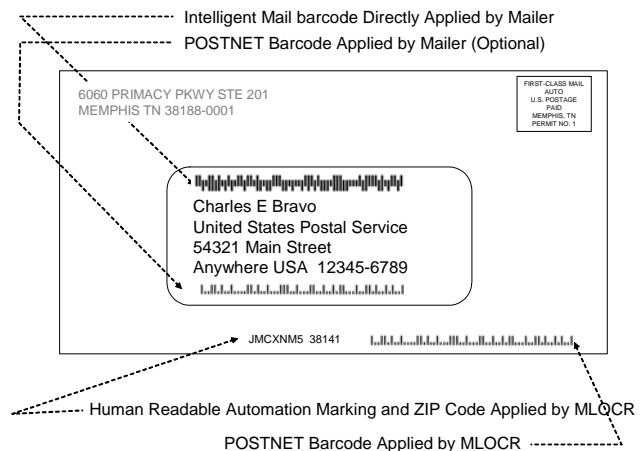 Intelligent Mail barcode Directly Applied by Mailer
POSTNET Barcode Applied by Mailer (Optional)
6060 PRIMACY PKWY STE 201
MEMPHIS TN 38188-0001
FIRST-CLASS MAIL
AUTO
U.S. POSTAGE
PAID
MEMPHIS, TN
PERMIT NO. 1
Charles E Bravo
United States Postal Service
54321 Main Street
Anywhere USA 12345-6789
JMCXNM5 38141
Human Readable Automation Marking and ZIP Code Applied by MLOCR
POSTNET Barcode Applied by MLOCR